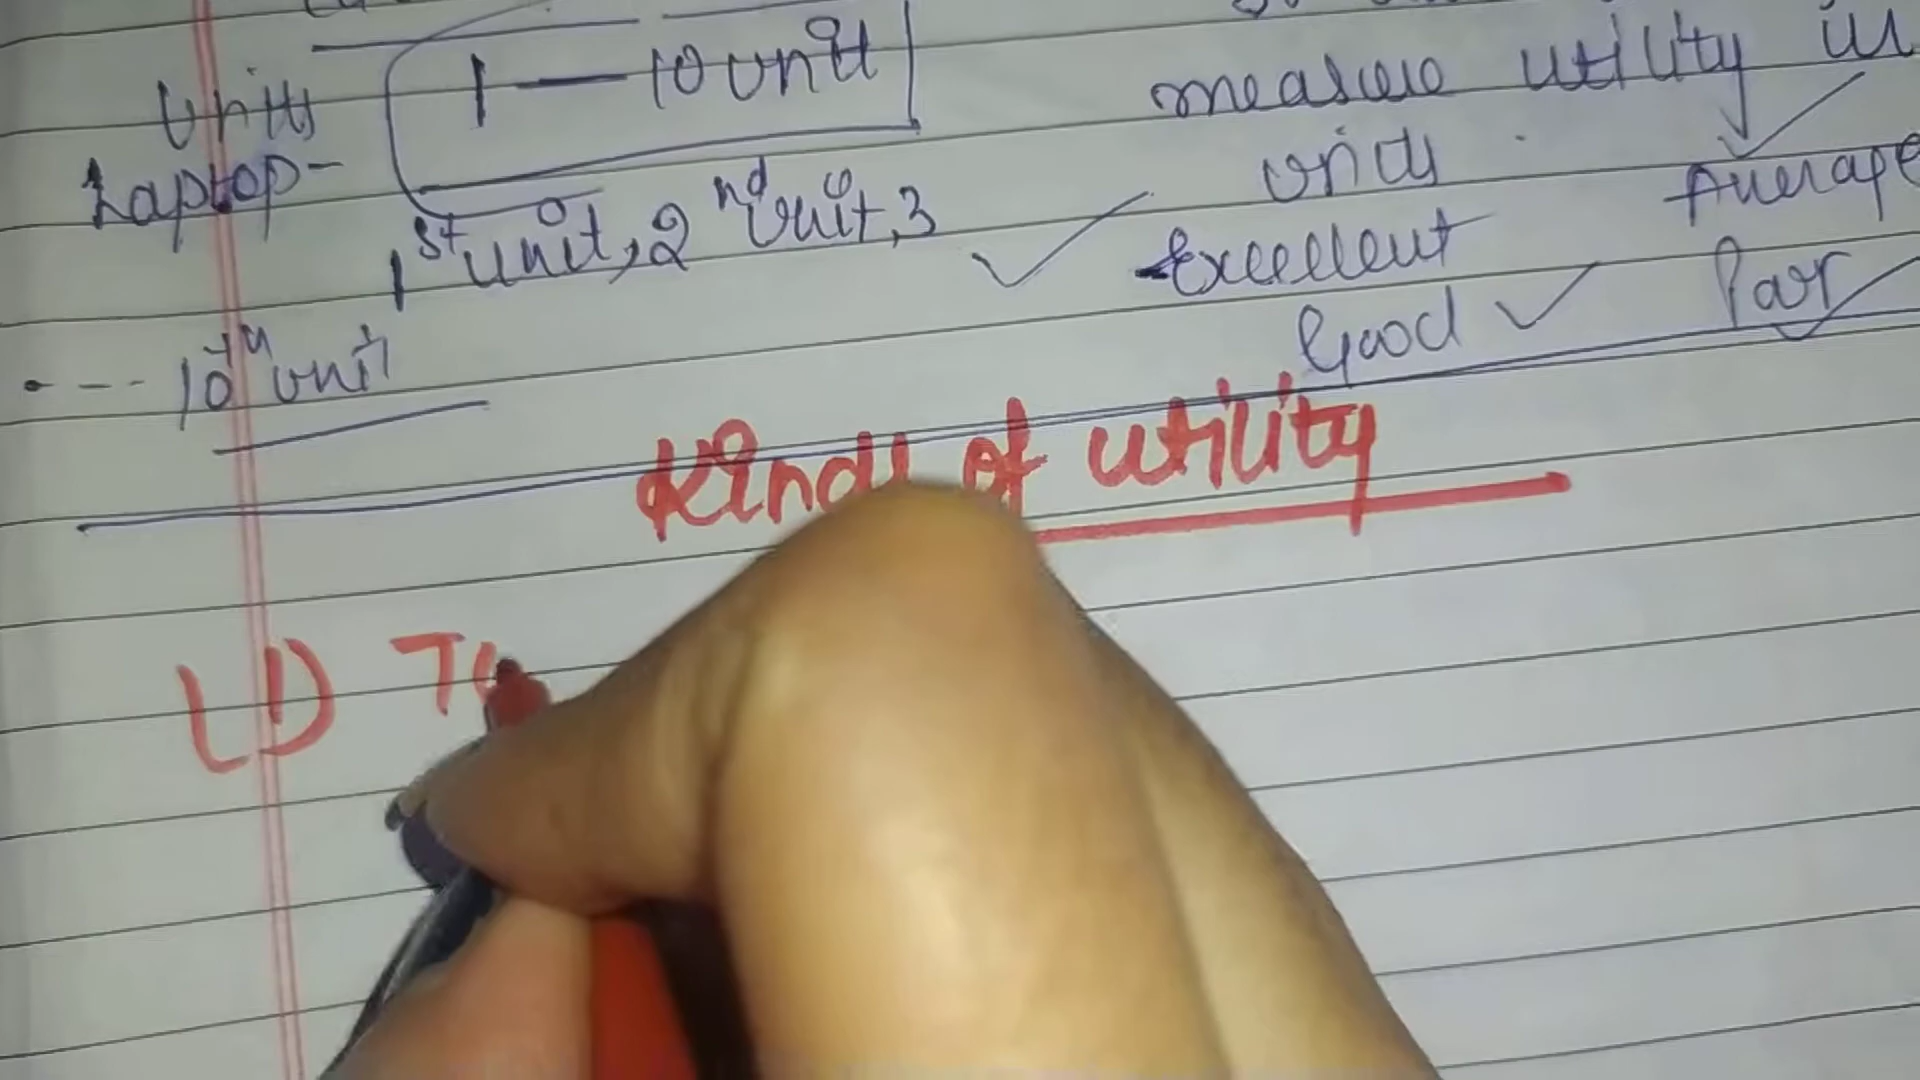 1 — 10 unit
Units
Laptop-
1st unit, 2nd unit, 3
--- 10th unit
measure utility in
units
Excellent
Average
Good
Kinds of utility
(1) To